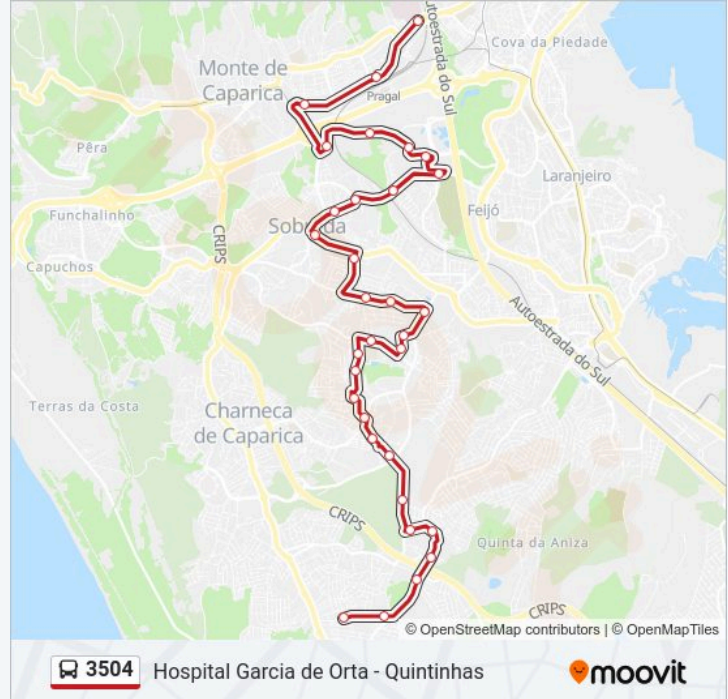 Autoestrada do Sul
Cova da Piedade
Monte de
Caparica
Pragal
Pêra
Laranjeiro
Funchalinho
Feijó
Sobreda
CRIPS
Capuchos
Autoestrada do Sul
Terras da Costa
Charneca
de Caparica
CRIPS
Quinta da Aniza
CRIPS
© OpenStreetMap contributors | © OpenMapTiles
3504 Hospital Garcia de Orta - Quintinhas
moovit